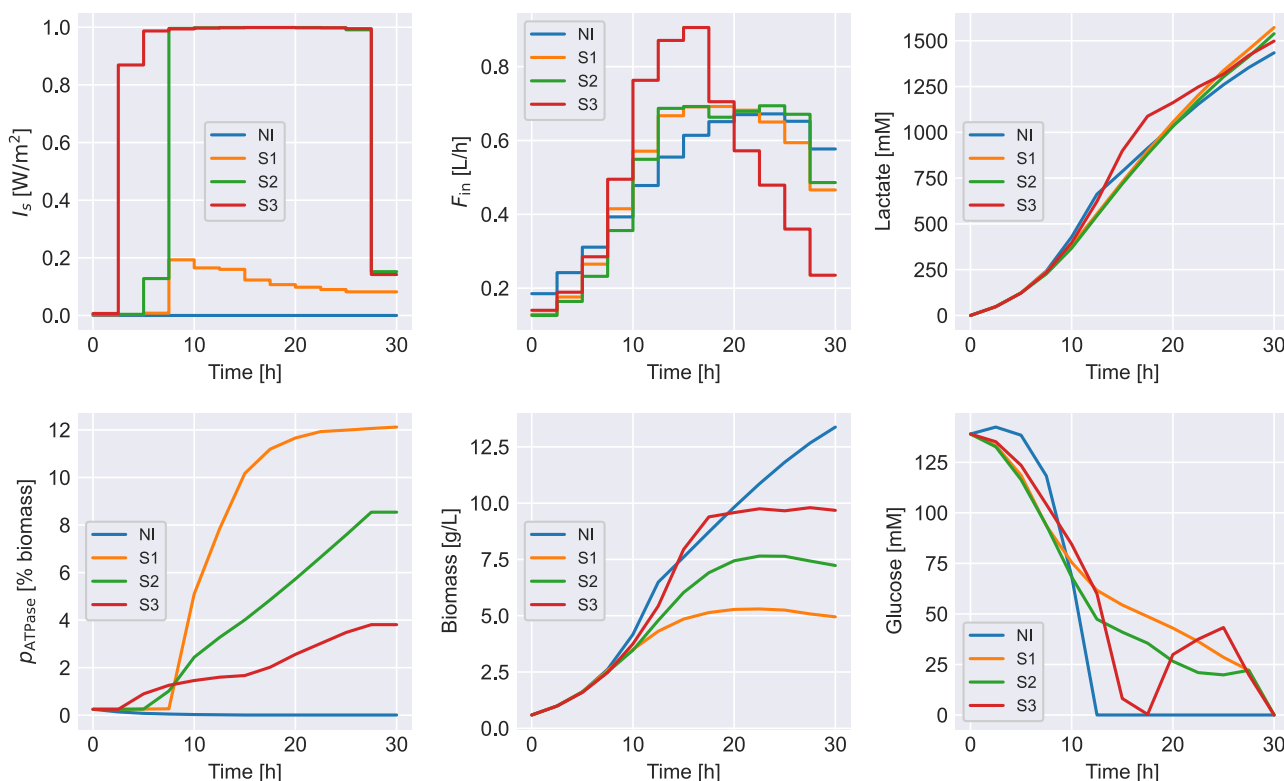 I_s [W/m²]
1.0
0.8
0.6
0.4
0.2
0.0
NI
S1
S2
S3
0 10 20 30
Time [h]
F_in [L/h]
0.8
0.6
0.4
0.2
NI
S1
S2
S3
0 10 20 30
Time [h]
Lactate [mM]
1500
1250
1000
750
500
250
0
NI
S1
S2
S3
0 10 20 30
Time [h]
p_ATPase [% biomass]
12
10
8
6
4
2
0
NI
S1
S2
S3
0 10 20 30
Time [h]
Biomass [g/L]
12.5
10.0
7.5
5.0
2.5
0.0
NI
S1
S2
S3
0 10 20 30
Time [h]
Glucose [mM]
125
100
75
50
25
0
NI
S1
S2
S3
0 10 20 30
Time [h]